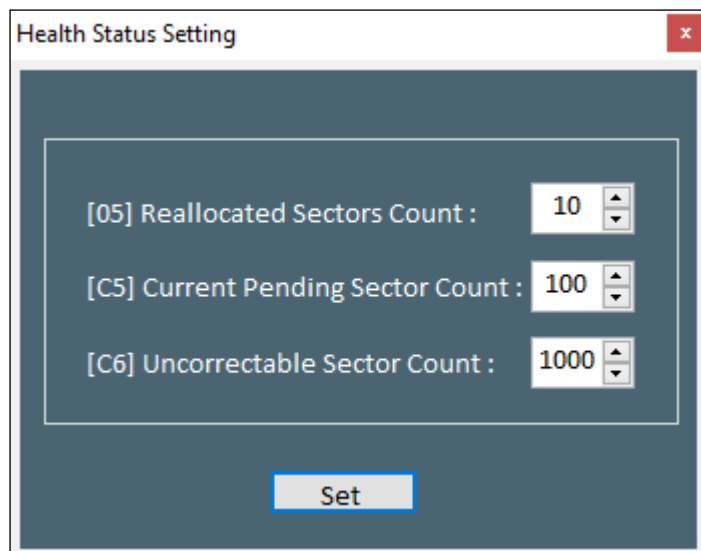 Health Status Setting
x
[05] Reallocated Sectors Count : 10
[C5] Current Pending Sector Count : 100
[C6] Uncorrectable Sector Count : 1000
Set